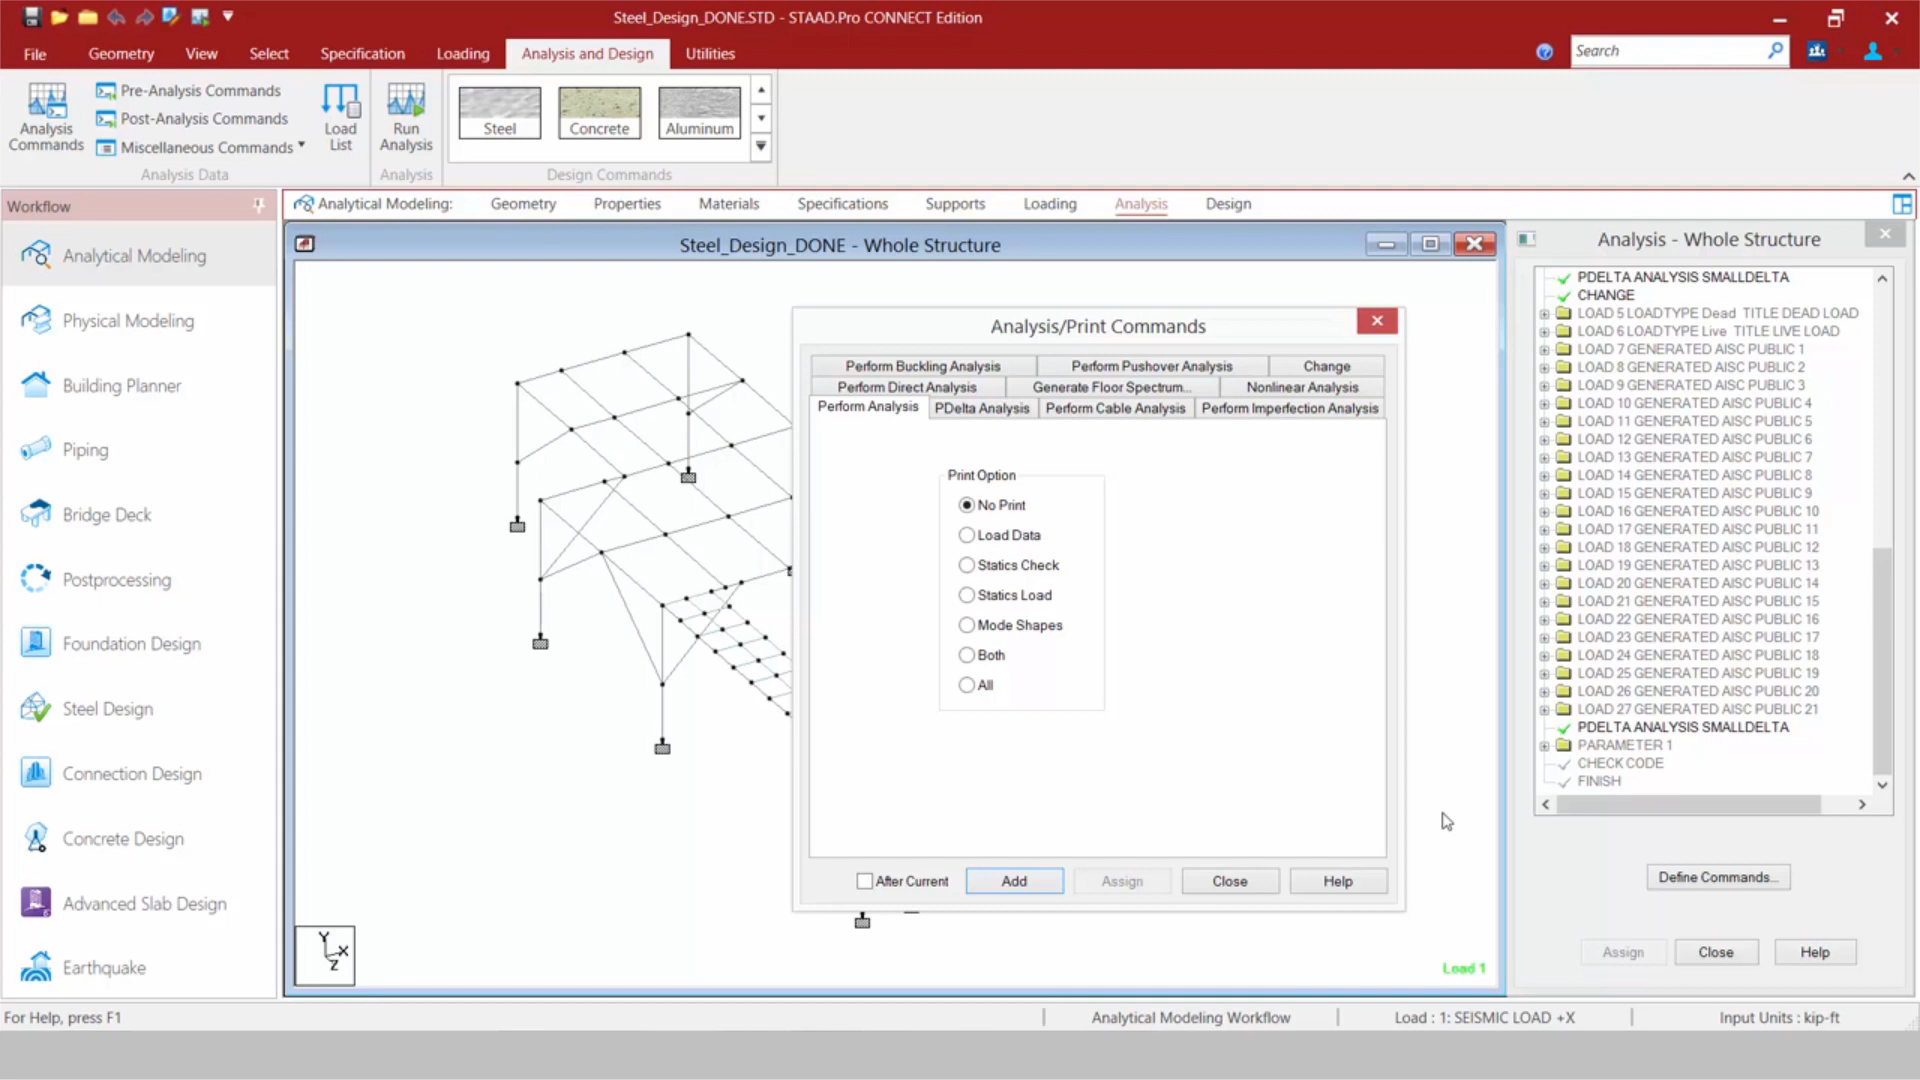 Steel_Design_DONE.STD - STAAD.Pro CONNECT Edition
File Geometry View Select Specification Loading Analysis and Design Utilities
Search
Analysis Commands
Pre-Analysis Commands
Post-Analysis Commands
Miscellaneous Commands
Load List
Run Analysis
Steel
Concrete
Aluminum
Analysis Data
Analysis
Design Commands
Workflow
Analytical Modeling: Geometry Properties Materials Specifications Supports Loading Analysis Design
Analytical Modeling
Physical Modeling
Building Planner
Piping
Bridge Deck
Postprocessing
Foundation Design
Steel Design
Connection Design
Concrete Design
Advanced Slab Design
Earthquake
Steel_Design_DONE - Whole Structure
Analysis/Print Commands
Perform Buckling Analysis Perform Pushover Analysis Change
Perform Direct Analysis Generate Floor Spectrum... Nonlinear Analysis
Perform Analysis PDelta Analysis Perform Cable Analysis Perform Imperfection Analysis
Print Option
No Print
Load Data
Statics Check
Statics Load
Mode Shapes
Both
All
After Current Add Assign Close Help
Y
X
Z
Load 1
Analysis - Whole Structure
PDELTA ANALYSIS SMALLDELTA
CHANGE
LOAD 5 LOADTYPE Dead TITLE DEAD LOAD
LOAD 6 LOADTYPE Live TITLE LIVE LOAD
LOAD 7 GENERATED AISC PUBLIC 1
LOAD 8 GENERATED AISC PUBLIC 2
LOAD 9 GENERATED AISC PUBLIC 3
LOAD 10 GENERATED AISC PUBLIC 4
LOAD 11 GENERATED AISC PUBLIC 5
LOAD 12 GENERATED AISC PUBLIC 6
LOAD 13 GENERATED AISC PUBLIC 7
LOAD 14 GENERATED AISC PUBLIC 8
LOAD 15 GENERATED AISC PUBLIC 9
LOAD 16 GENERATED AISC PUBLIC 10
LOAD 17 GENERATED AISC PUBLIC 11
LOAD 18 GENERATED AISC PUBLIC 12
LOAD 19 GENERATED AISC PUBLIC 13
LOAD 20 GENERATED AISC PUBLIC 14
LOAD 21 GENERATED AISC PUBLIC 15
LOAD 22 GENERATED AISC PUBLIC 16
LOAD 23 GENERATED AISC PUBLIC 17
LOAD 24 GENERATED AISC PUBLIC 18
LOAD 25 GENERATED AISC PUBLIC 19
LOAD 26 GENERATED AISC PUBLIC 20
LOAD 27 GENERATED AISC PUBLIC 21
PDELTA ANALYSIS SMALLDELTA
PARAMETER 1
CHECK CODE
FINISH
Define Commands...
Assign Close Help
For Help, press F1
Analytical Modeling Workflow
Load : 1: SEISMIC LOAD +X
Input Units : kip-ft